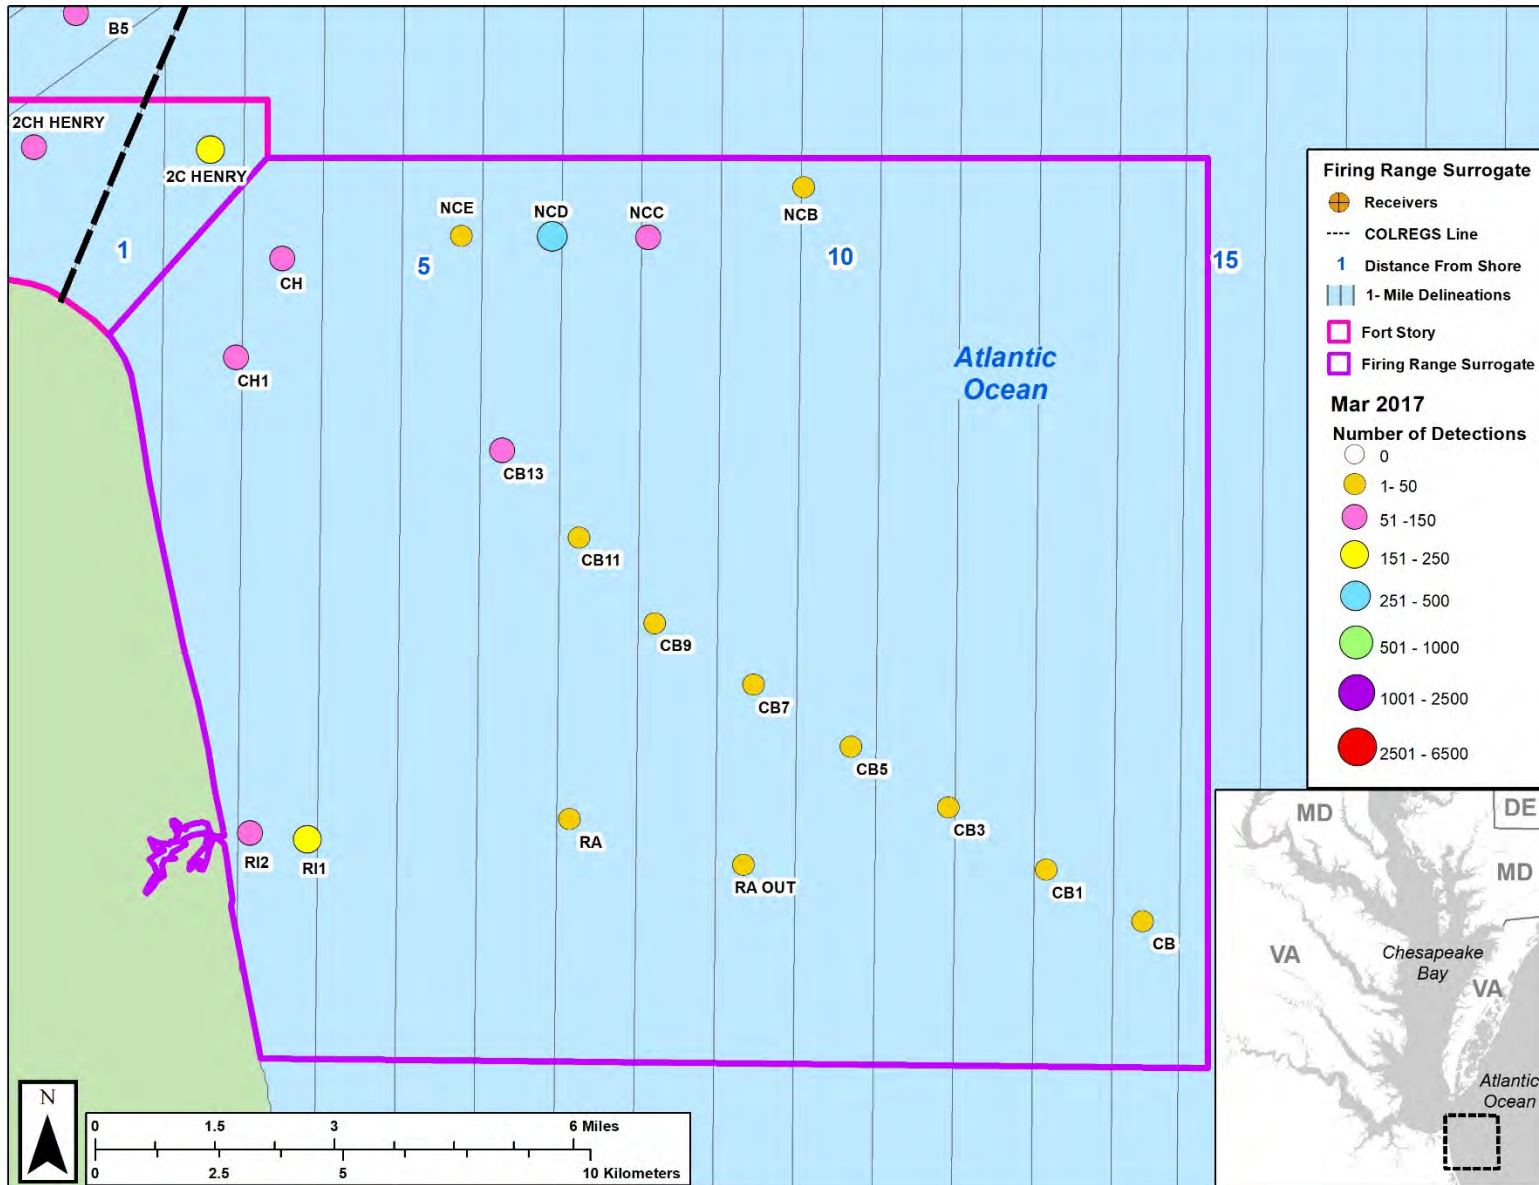 B5
2CH HENRY
2C HENRY
NCE
NCD
NCC
NCB
1
5
10
15
CH
CH1
Atlantic
Ocean
CB13
CB11
CB9
CB7
CB5
CB3
CB1
CB
RA
RA OUT
RI2
RI1
Firing Range Surrogate
Receivers
COLREGS Line
1 Distance From Shore
1- Mile Delineations
Fort Story
Firing Range Surrogate
Mar 2017
Number of Detections
0
1- 50
51 -150
151 - 250
251 - 500
501 - 1000
1001 - 2500
2501 - 6500
MD
DE
MD
VA
Chesapeake
Bay
VA
Atlantic
Ocean
N
0 1.5 3 6 Miles
0 2.5 5 10 Kilometers